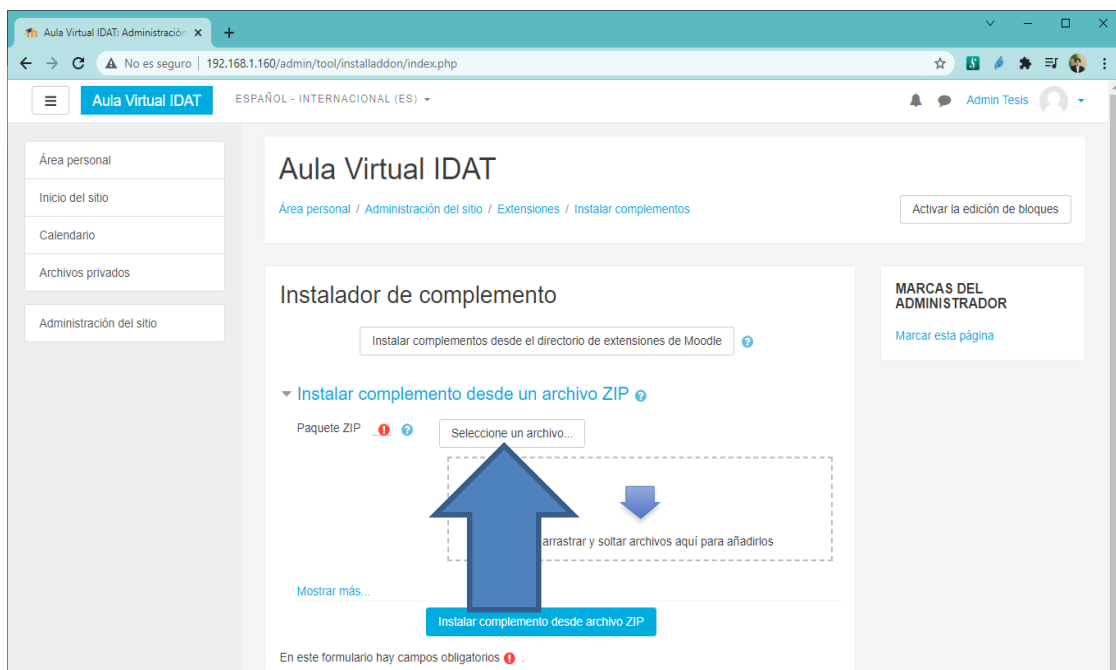 Aula Virtual IDAT: Administración
No es seguro | 192.168.1.160/admin/tool/installaddon/index.php
Aula Virtual IDAT
ESPAÑOL - INTERNACIONAL (ES)
Admin Tesis
Área personal
Inicio del sitio
Calendario
Archivos privados
Administración del sitio
Aula Virtual IDAT
Área personal / Administración del sitio / Extensiones / Instalar complementos
Activar la edición de bloques
Instalador de complemento
Instalar complementos desde el directorio de extensiones de Moodle
Instalar complemento desde un archivo ZIP
Paquete ZIP
Seleccione un archivo...
arrastrar y soltar archivos aquí para añadirlos
Mostrar más...
Instalar complemento desde archivo ZIP
En este formulario hay campos obligatorios .
MARCAS DEL
ADMINISTRADOR
Marcar esta página